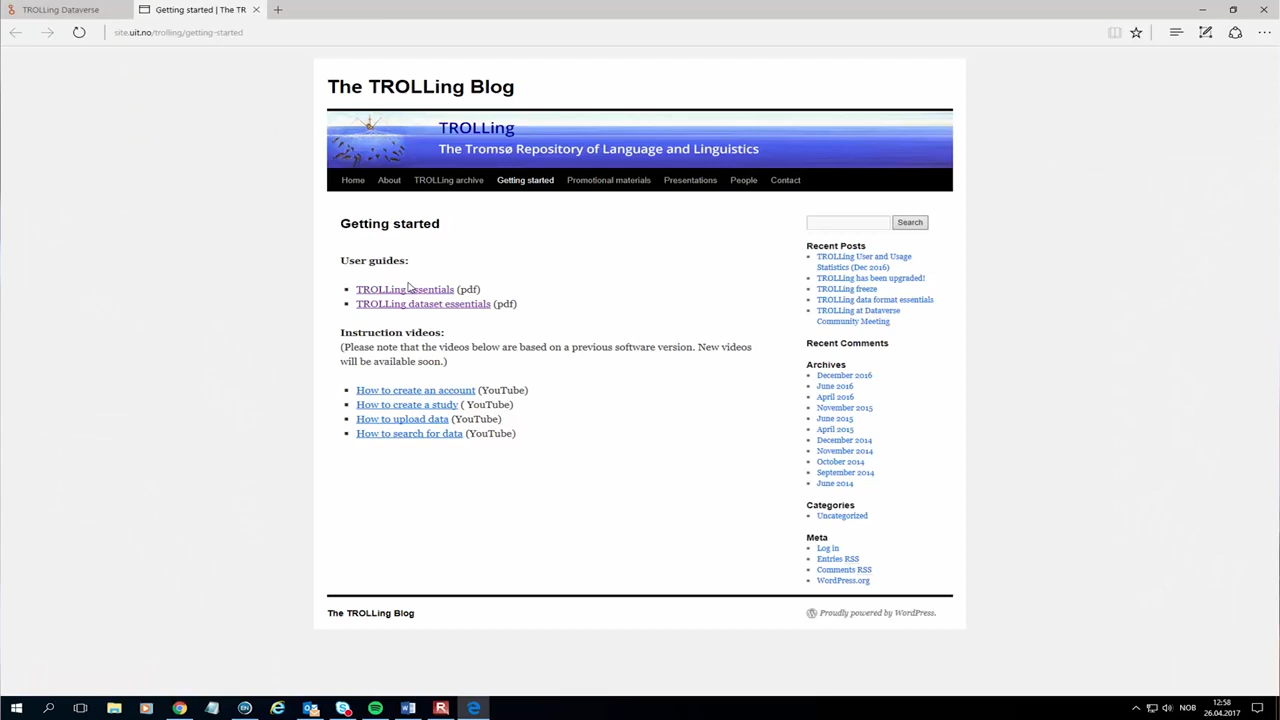 TROLLing Dataverse
Getting started | The TR
site.uit.no/trolling/getting-started
The TROLLing Blog
TROLLing
The Tromsø Repository of Language and Linguistics
Home About TROLLing archive Getting started Promotional materials Presentations People Contact
Getting started
User guides:
TROLLing essentials (pdf)
TROLLing dataset essentials (pdf)
Instruction videos:
(Please note that the videos below are based on a previous software version. New videos
will be available soon.)
How to create an account (YouTube)
How to create a study ( YouTube)
How to upload data (YouTube)
How to search for data (YouTube)
Search
Recent Posts
TROLLing User and Usage
Statistics (Dec 2016)
TROLLing has been upgraded!
TROLLing freeze
TROLLing data format essentials
TROLLing at Dataverse
Community Meeting
Recent Comments
Archives
December 2016
June 2016
April 2016
November 2015
June 2015
April 2015
December 2014
November 2014
October 2014
September 2014
June 2014
Categories
Uncategorized
Meta
Log in
Entries RSS
Comments RSS
WordPress.org
The TROLLing Blog
Proudly powered by WordPress.
NOB
12:58
26.04.2017